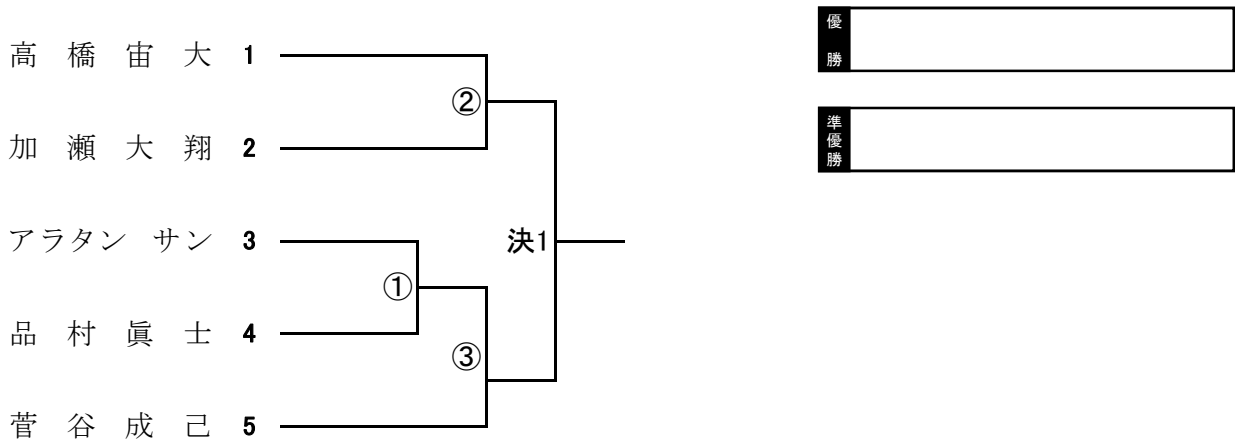 高橋宙大 1
②
加瀬大翔 2
アラタン サン 3
決1
①
品村眞士 4
③
菅谷成己 5
優勝
準優勝